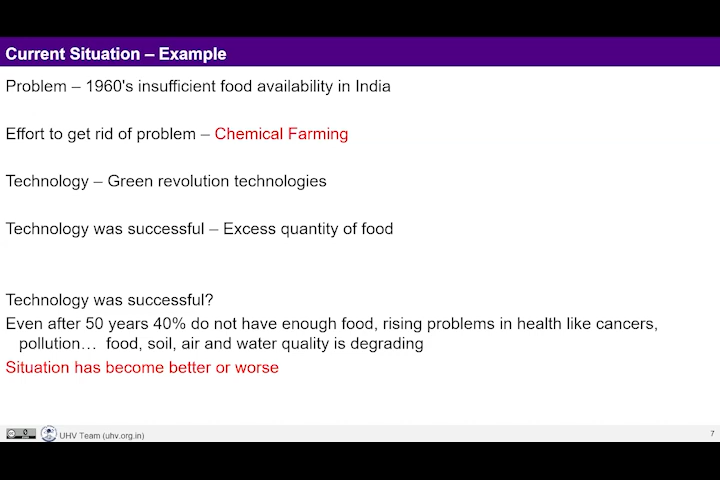 Current Situation – Example
Problem – 1960's insufficient food availability in India
Effort to get rid of problem – Chemical Farming
Technology – Green revolution technologies
Technology was successful – Excess quantity of food
Technology was successful?
Even after 50 years 40% do not have enough food, rising problems in health like cancers,
pollution… food, soil, air and water quality is degrading
Situation has become better or worse
UHV Team (uhv.org.in)
7